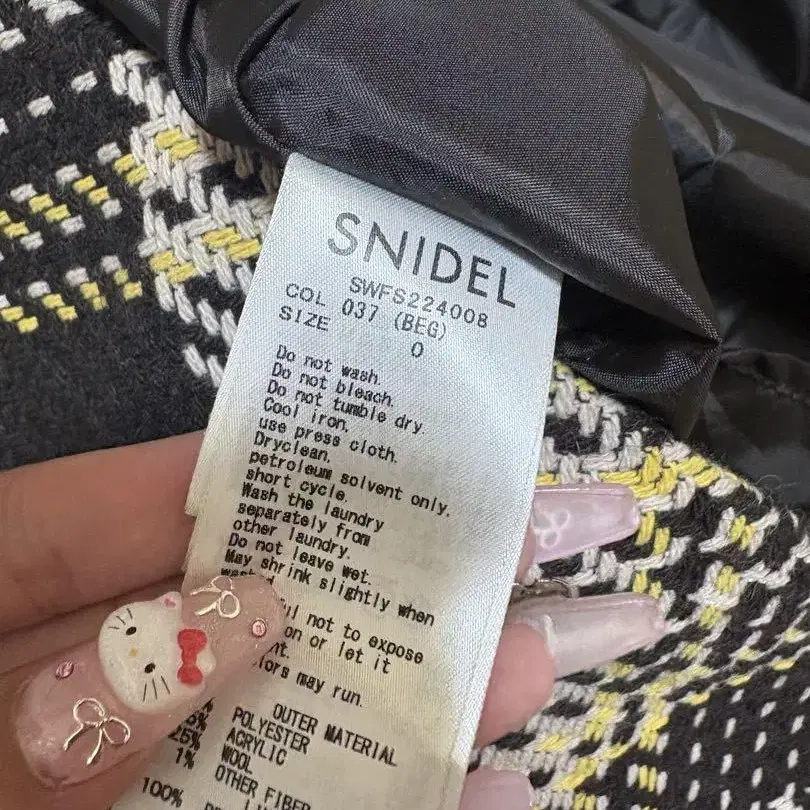 SNIDEL
SWFS224008
COL 037 (BEG)
SIZE 0
Do not wash.
Do not bleach.
Do not tumble dry.
Cool iron.
use press cloth.
Dryclean.
petroleum solvent only.
short cycle.
Wash the laundry
separately from
other laundry.
Do not leave wet.
May shrink slightly when
not to expose
or let it
may run.
OUTER MATERIAL
POLYESTER
25% ACRYLIC
1% WOOL
OTHER FIBER
100%